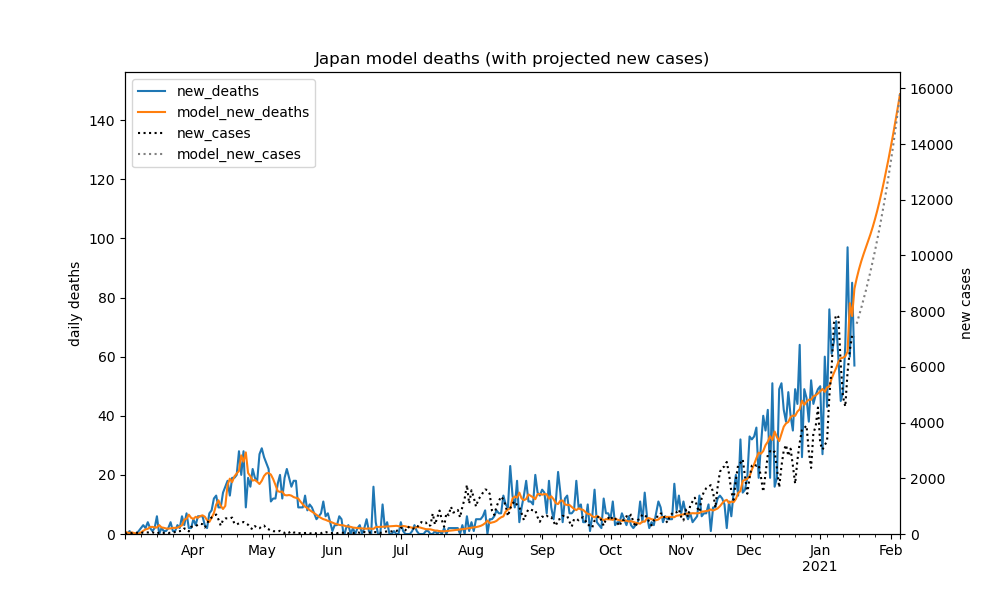 Japan model deaths (with projected new cases)
new_deaths
model_new_deaths
new_cases
model_new_cases
daily deaths
0
20
40
60
80
100
120
140
new cases
0
2000
4000
6000
8000
10000
12000
14000
16000
Apr May Jun Jul Aug Sep Oct Nov Dec Jan Feb
2021